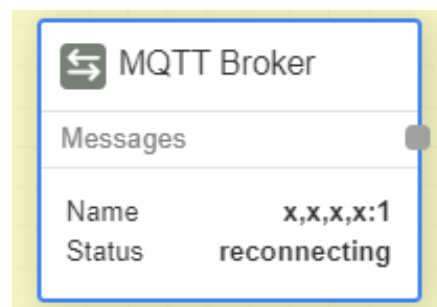 MQTT Broker
Messages
Name x,x,x,x:1
Status reconnecting